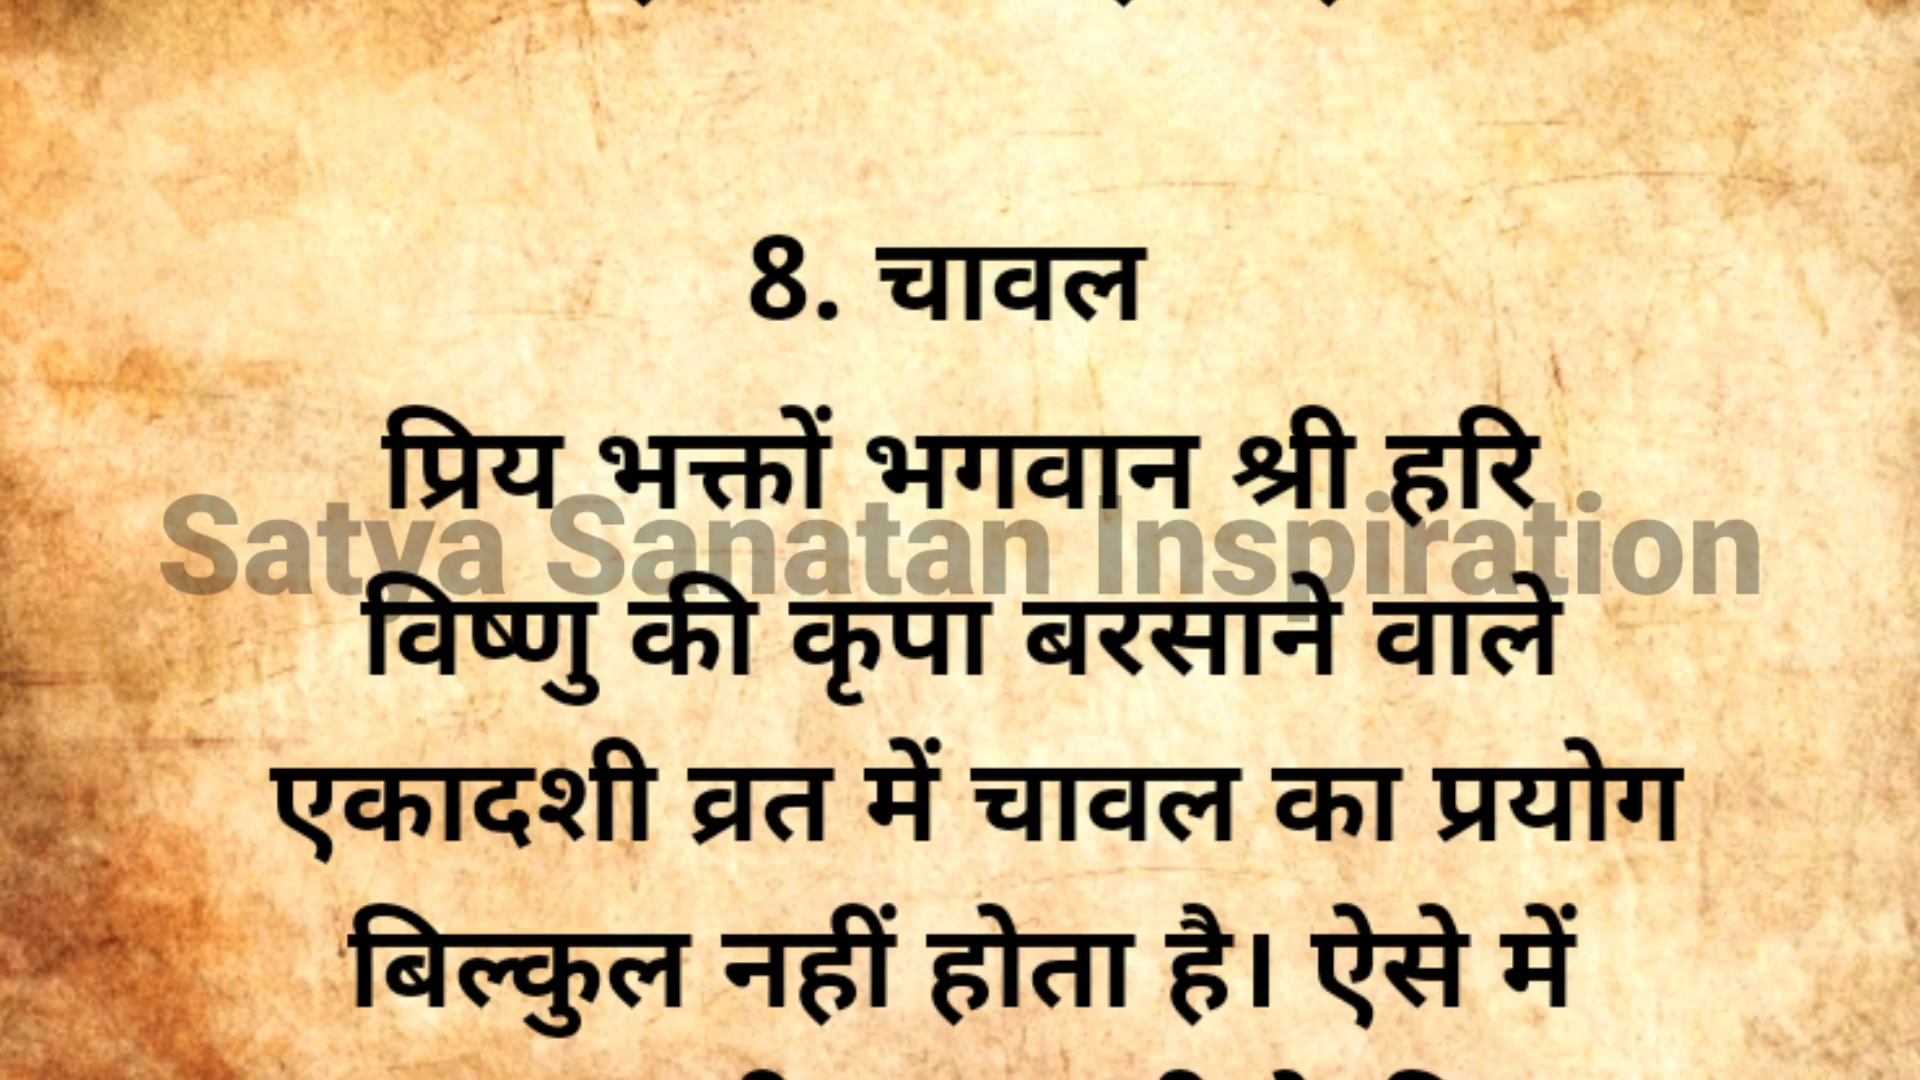 8. चावल
प्रिय भक्तों भगवान श्री हरि
Satya Sanatan Inspiration
विष्णु की कृपा बरसाने वाले
एकादशी व्रत में चावल का प्रयोग
बिल्कुल नहीं होता है। ऐसे में